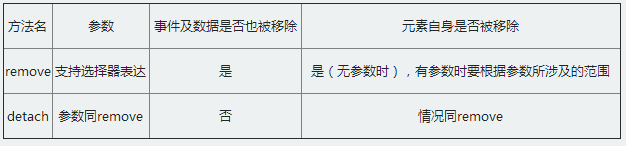 方法名 参数 事件及数据是否也被移除 元素自身是否被移除
remove 支持选择器表达 是 是（无参数时），有参数时要根据参数所涉及的范围
detach 参数同remove 否 情况同remove